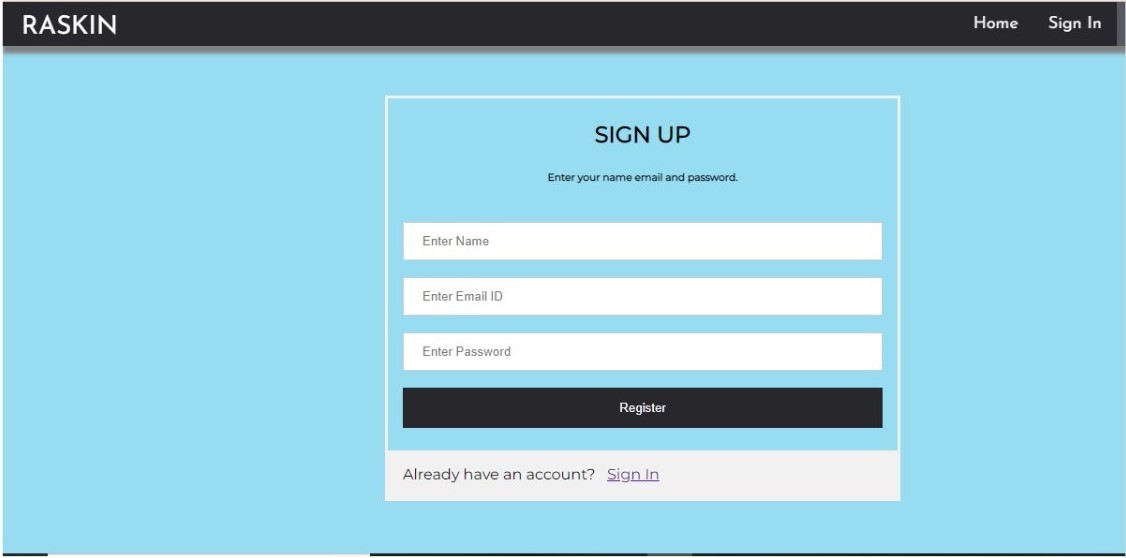 RASKIN
Home Sign In
SIGN UP
Enter your name email and password.
Enter Name
Enter Email ID
Enter Password
Register
Already have an account? Sign In